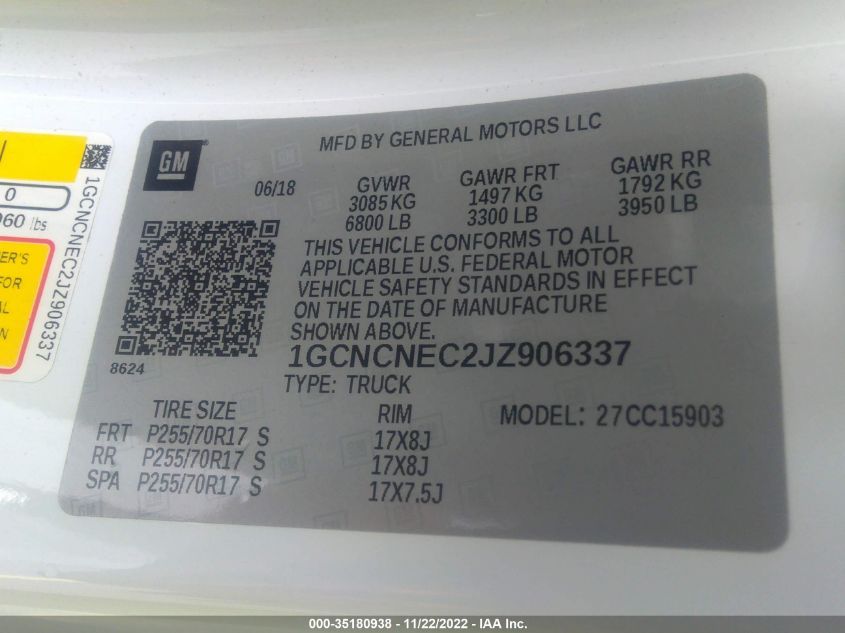 GM
MFD BY GENERAL MOTORS LLC
06/18
GVWR
3085 KG
6800 LB
GAWR FRT
1497 KG
3300 LB
GAWR RR
1792 KG
3950 LB
THIS VEHICLE CONFORMS TO ALL
APPLICABLE U.S. FEDERAL MOTOR
VEHICLE SAFETY STANDARDS IN EFFECT
ON THE DATE OF MANUFACTURE
SHOWN ABOVE.
8624
1GCNCNEC2JZ906337
TYPE: TRUCK
TIRE SIZE RIM MODEL: 27CC15903
FRT P255/70R17 S 17X8J
RR P255/70R17 S 17X8J
SPA P255/70R17 S 17X7.5J
1GCNCNEC2JZ906337
0
lbs
000-35180938 - 11/22/2022 - IAA Inc.